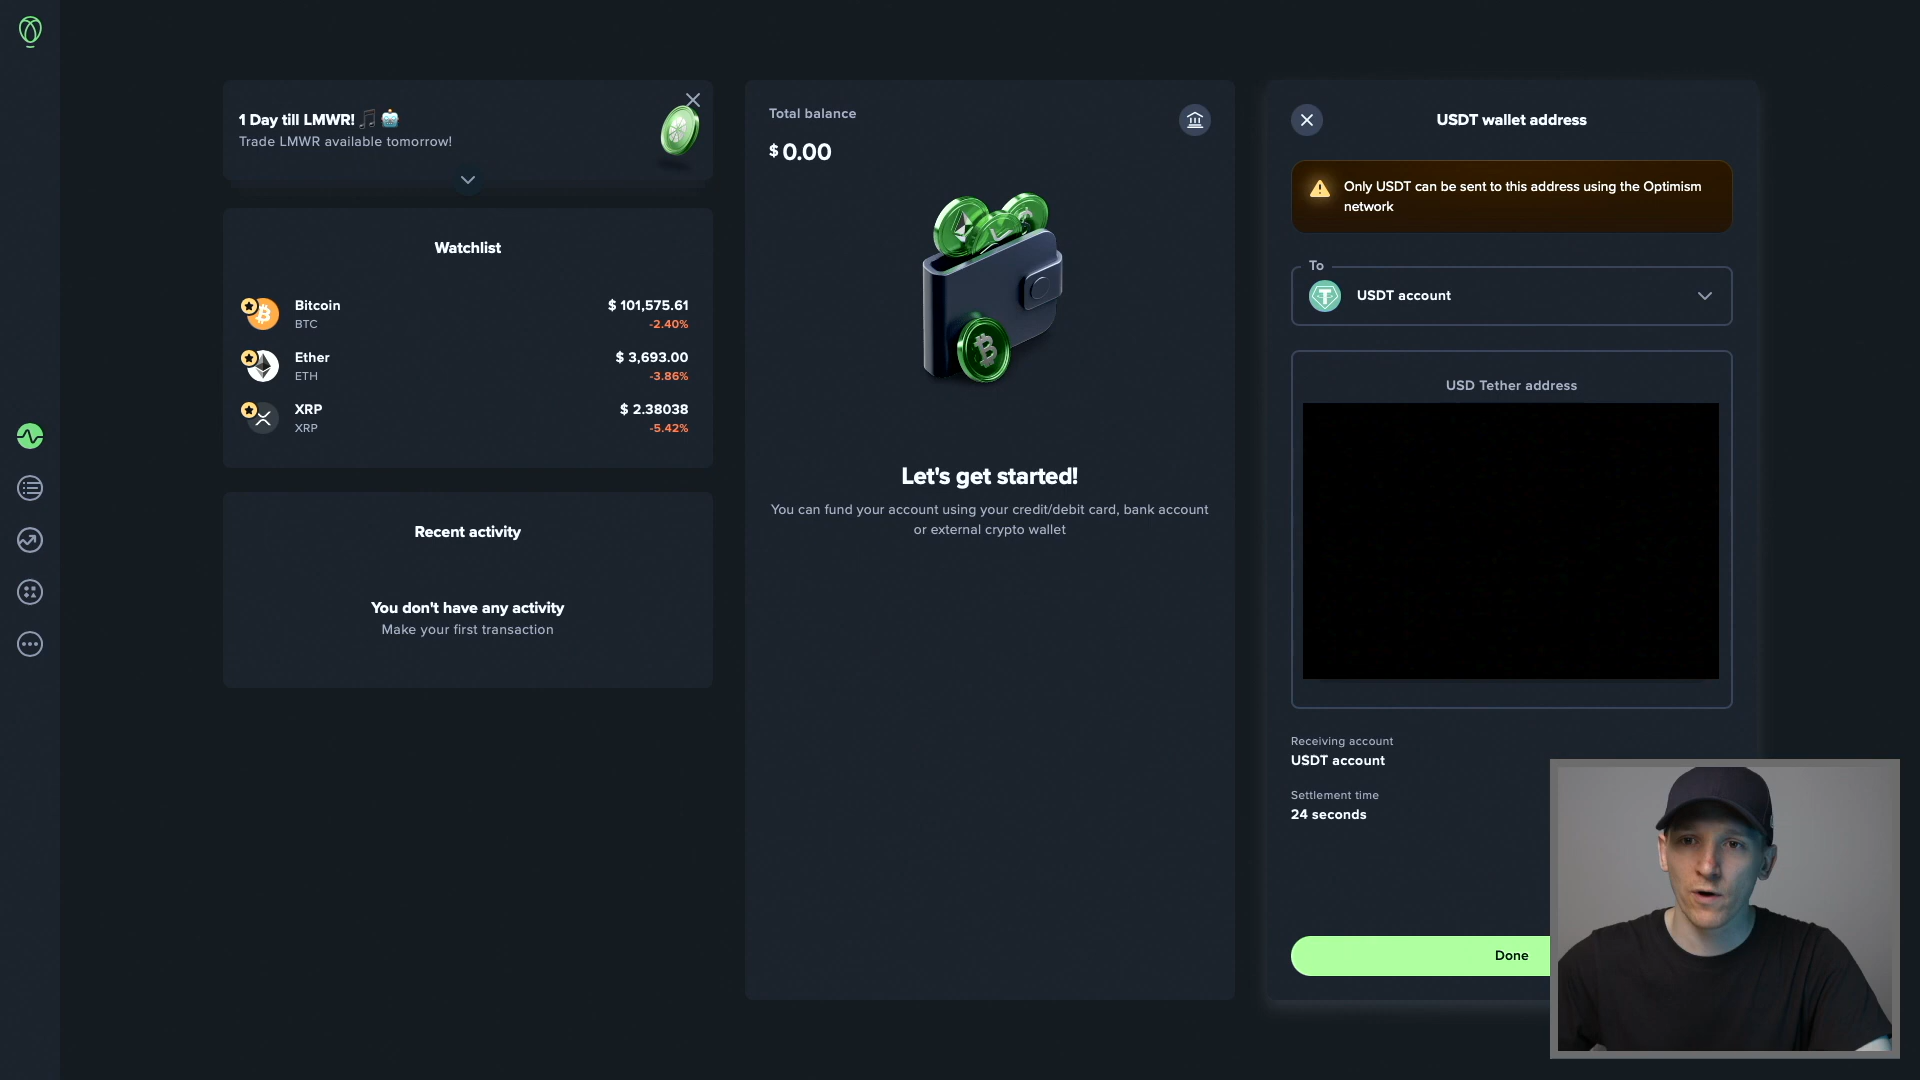 1 Day till LMWR! 🎵🤖
Trade LMWR available tomorrow!
Watchlist
Bitcoin
$ 101,575.61
BTC
-2.40%
Ether
$ 3,693.00
ETH
-3.86%
XRP
$ 2.38038
XRP
-5.42%
Recent activity
You don't have any activity
Make your first transaction
Total balance
$ 0.00
Let's get started!
You can fund your account using your credit/debit card, bank account
or external crypto wallet
USDT wallet address
Only USDT can be sent to this address using the Optimism
network
To
USDT account
USD Tether address
Receiving account
USDT account
Settlement time
24 seconds
Done